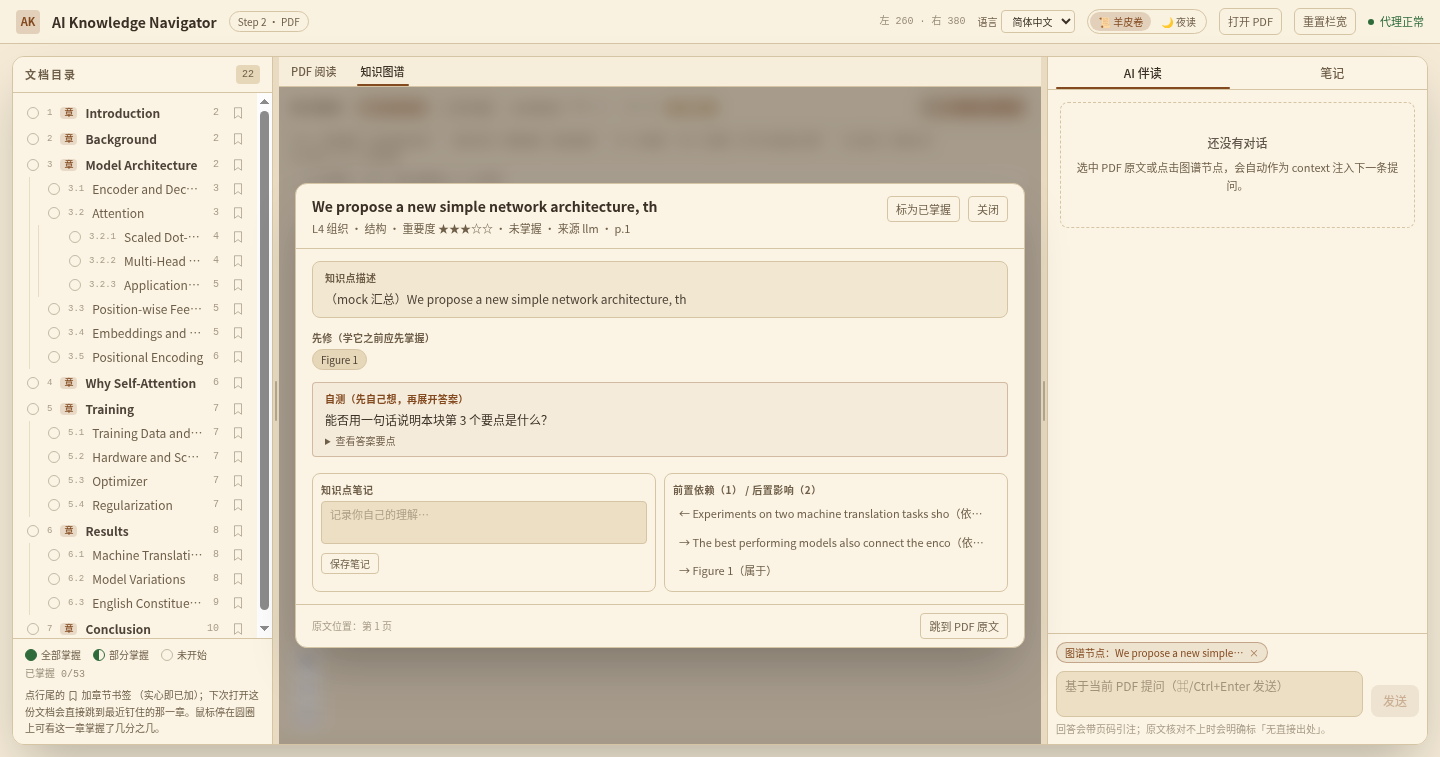 AK AI Knowledge Navigator Step 2 · PDF 左 260 · 右 380 语言 简体中文 📜 羊皮卷 🌙 夜读 打开 PDF 重置栏宽 代理正常
文档目录 22
1 章 Introduction 2
2 章 Background 2
3 章 Model Architecture 2
3.1 Encoder and Dec··· 3
3.2 Attention 3
3.2.1 Scaled Dot-··· 4
3.2.2 Multi-Head ··· 4
3.2.3 Application··· 5
3.3 Position-wise Fee··· 5
3.4 Embeddings and ··· 5
3.5 Positional Encoding 6
4 章 Why Self-Attention 6
5 章 Training 7
5.1 Training Data and··· 7
5.2 Hardware and Sc··· 7
5.3 Optimizer 7
5.4 Regularization 7
6 章 Results 8
6.1 Machine Translati··· 8
6.2 Model Variations 8
6.3 English Constitue··· 9
7 章 Conclusion 10
全部掌握 部分掌握 未开始
已掌握 0/53
点行尾的 口 加章节书签 (实心即已加); 下次打开这
份文档会直接跳到最近钉住的那一章。鼠标停在圆圈
上可看这一章掌握了几分之几。
PDF 阅读 知识图谱
We propose a new simple network architecture, th
标为已掌握 关闭
L4 组织 · 结构 · 重要度 ★★★☆☆ · 未掌握 · 来源 llm · p.1
知识点描述
（mock 汇总）We propose a new simple network architecture, th
先修（学它之前应先掌握）
Figure 1
自测（先自己想，再展开答案）
能否用一句话说明本块第 3 个要点是什么？
▶ 查看答案要点
知识点笔记
记录你自己的理解···
保存笔记
前置依赖（1） / 后置影响（2）
← Experiments on two machine translation tasks sho（依···
→ The best performing models also connect the enco（依···
→ Figure 1（属于）
原文位置：第 1 页 跳到 PDF 原文
AI 伴读 笔记
还没有对话
选中 PDF 原文或点击图谱节点，会自动作为 context 注入下一条提
问。
图谱节点：We propose a new simple··· ×
基于当前 PDF 提问（⌘/Ctrl+Enter 发送）
发送
回答会带页码引注；原文核对不上时会明确标「无直接出处」。